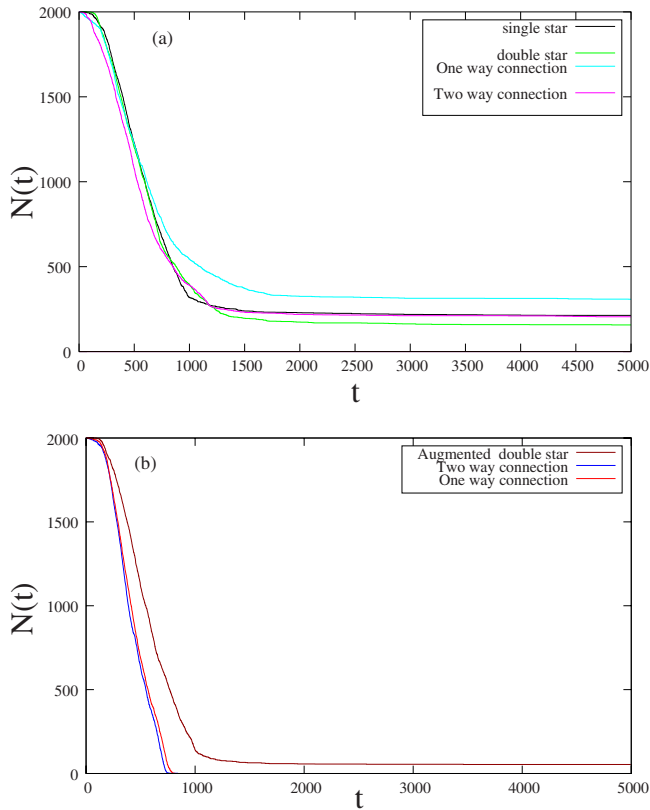 (a)
single star
double star
One way connection
Two way connection
2000
1500
1000
500
0
N(t)
0 500 1000 1500 2000 2500 3000 3500 4000 4500 5000
t
(b)
Augmented double star
Two way connection
One way connection
2000
1500
1000
500
0
N(t)
0 1000 2000 3000 4000 5000
t